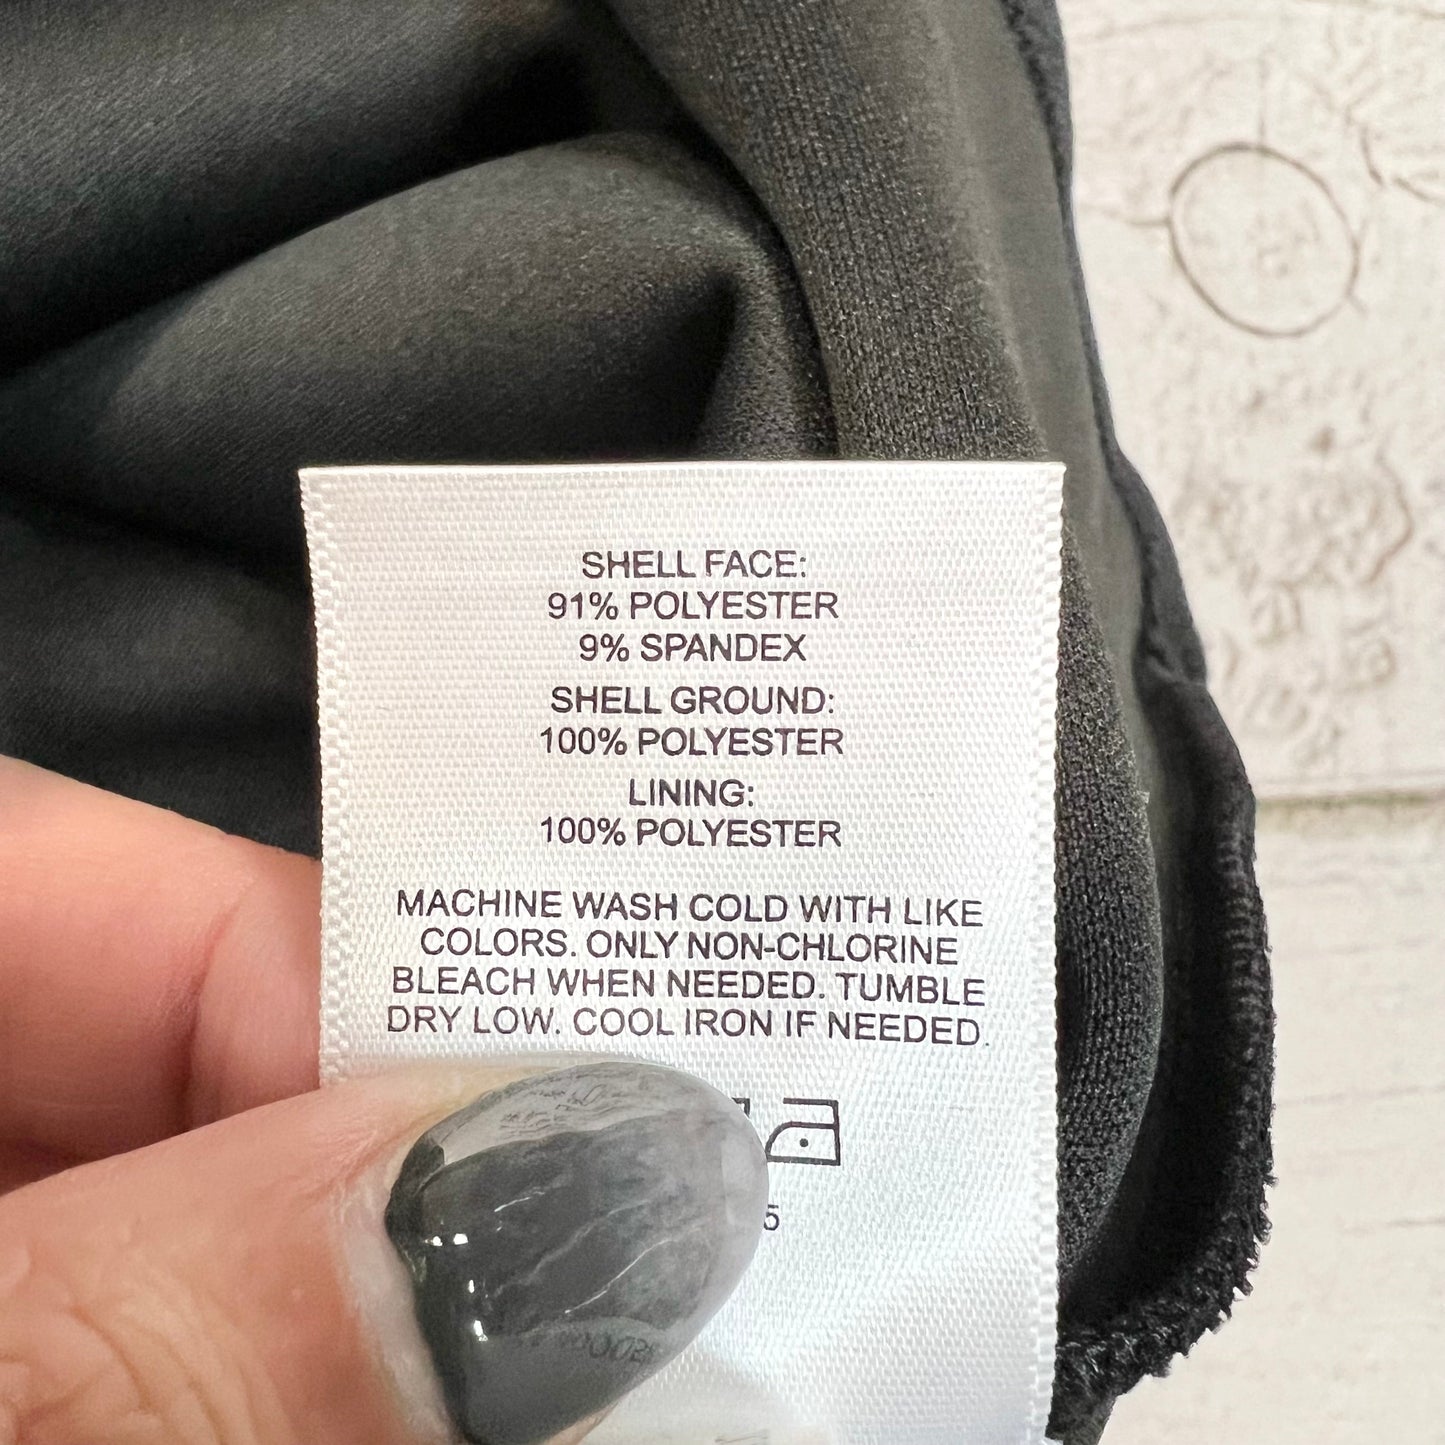 SHELL FACE:
91% POLYESTER
9% SPANDEX
SHELL GROUND:
100% POLYESTER
LINING:
100% POLYESTER
MACHINE WASH COLD WITH LIKE
COLORS. ONLY NON-CHLORINE
BLEACH WHEN NEEDED. TUMBLE
DRY LOW. COOL IRON IF NEEDED.
5